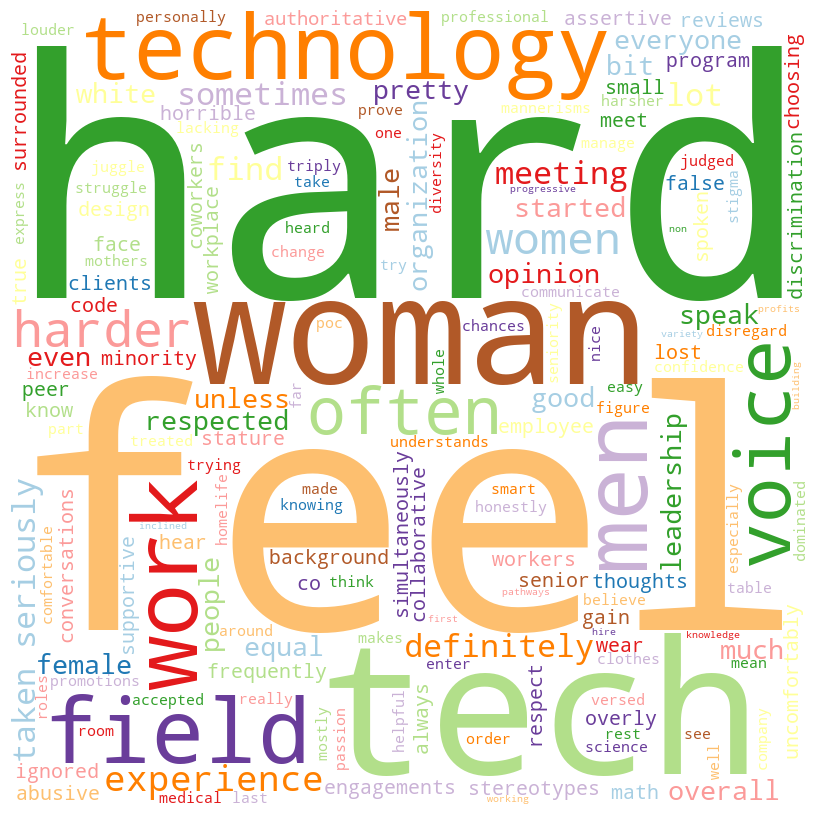 louder
personally
authoritative
professional
assertive
reviews
technology
everyone
bit
program
surrounded
white
sometimes
pretty
small
lot
choosing
horrible
prove
mannerisms
meet
hard
lacking
one
organization
diversity
manage
juggle
find
triply
male
meeting
judged
express
struggle
coworkers
take
progressive
false
stigma
discrimination
design
workplace
heard
started
women
spoken
non
face
change
try
opinion
true
mothers
clients
communicate
code
woman
poc
chances
seniority
nice
speak
profits
variety
disregard
harsher
harder
even
minority
whole
lost
confidence
increase
far
easy
building
peer
unless
often
good
figure
know
part
respected
employee
voice
treated
stature
understands
men
leadership
feel
trying
homelife
made
smart
knowing
honestly
simultaneously
collaborative
especially
dominated
taken seriously
work
inclined
hear
background
workers
comfortable
conversations
supportive
people
co
think
senior
thoughts
table
pathways
believe
around
first
gain
hire
knowledge
female
equal
makes
definitely
wear
much
uncomfortably
roles
promotions
frequently
enter
clothes
mean
accepted
really
tech
always
respect
versed
field
room
mostly
passion
helpful
order
overly
rest
science
see
well
company
ignored
experience
abusive
medical
last
engagements
working
stereotypes
math
overall